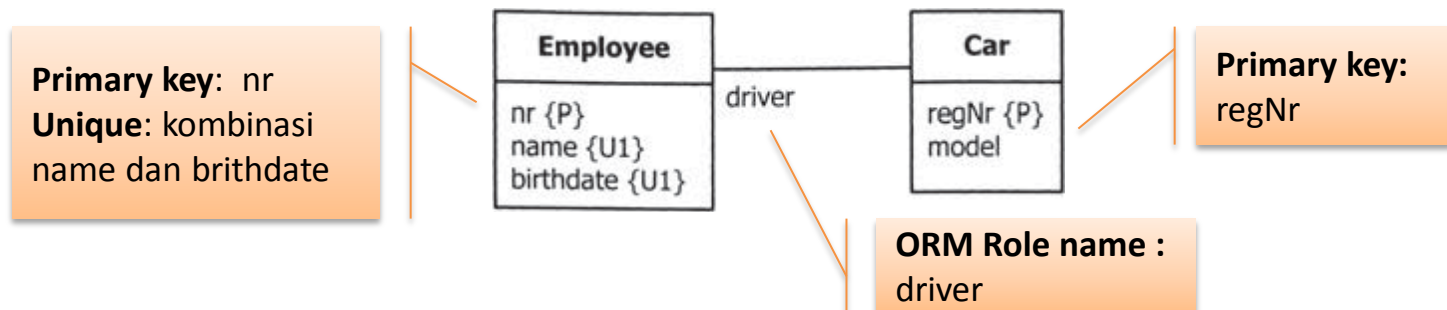 Primary key: nr
Unique: kombinasi
name dan brithdate
Employee
nr {P}
name {U1}
birthdate {U1}
driver
Car
regNr {P}
model
Primary key:
regNr
ORM Role name :
driver